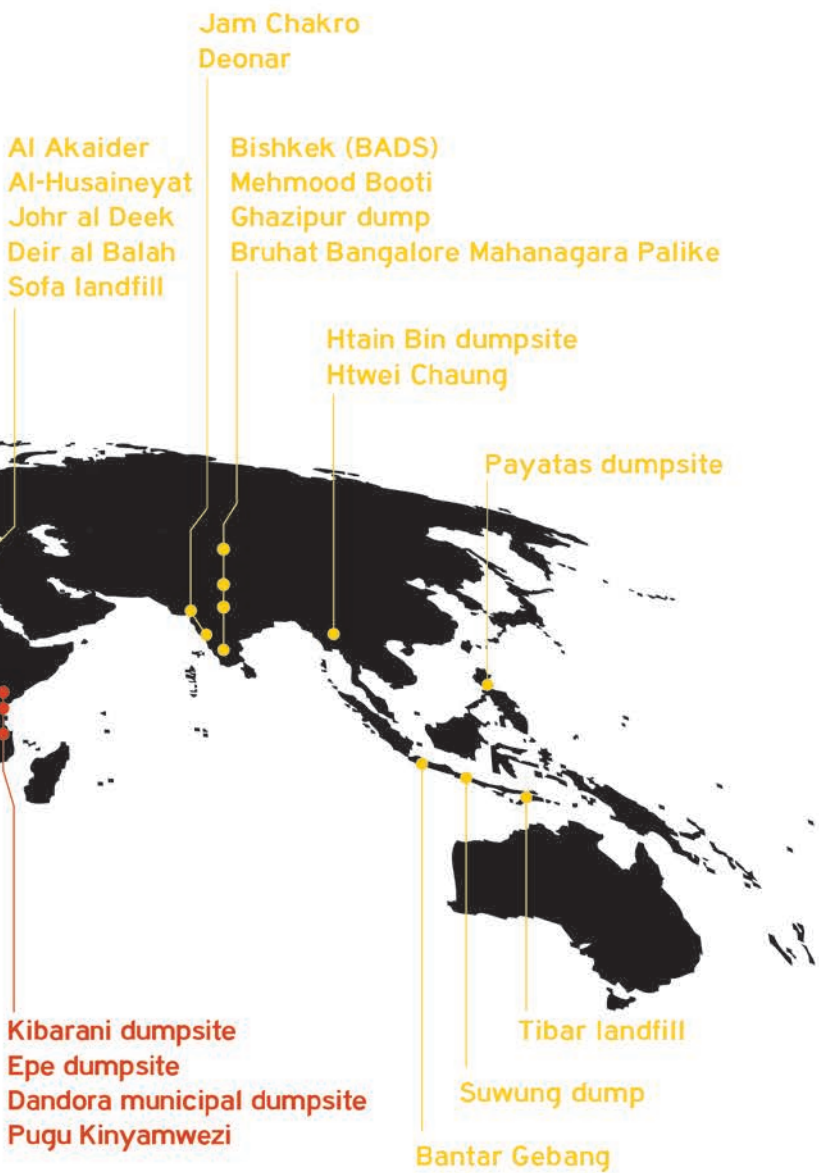 Jam Chakro
Deonar
Al Akaider
Al-Husaineyat
Johr al Deek
Deir al Balah
Sofa landfill
Bishkek (BADS)
Mehmood Booti
Ghazipur dump
Bruhat Bangalore Mahanagara Palike
Htain Bin dumpsite
Htwei Chaung
Payatas dumpsite
Kibarani dumpsite
Epe dumpsite
Dandora municipal dumpsite
Pugu Kinyamwezi
Tibar landfill
Suwung dump
Bantar Gebang